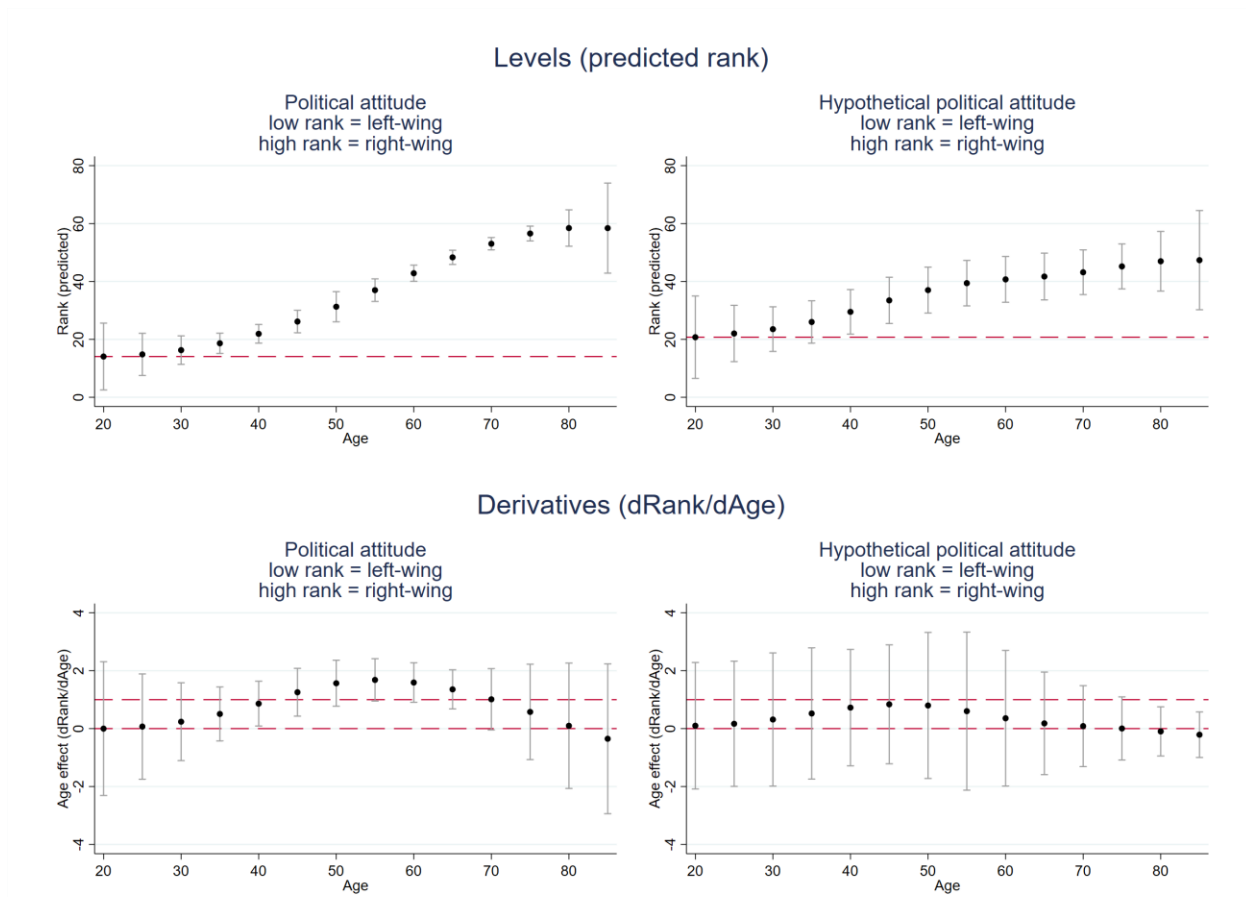 Levels (predicted rank)
Political attitude
low rank = left-wing
high rank = right-wing
Rank (predicted)
80
60
40
20
0
20 30 40 50 60 70 80
Age
Hypothetical political attitude
low rank = left-wing
high rank = right-wing
Rank (predicted)
80
60
40
20
0
20 30 40 50 60 70 80
Age
Derivatives (dRank/dAge)
Political attitude
low rank = left-wing
high rank = right-wing
Age effect (dRank/dAge)
4
2
0
-2
-4
20 30 40 50 60 70 80
Age
Hypothetical political attitude
low rank = left-wing
high rank = right-wing
Age effect (dRank/dAge)
4
2
0
-2
-4
20 30 40 50 60 70 80
Age